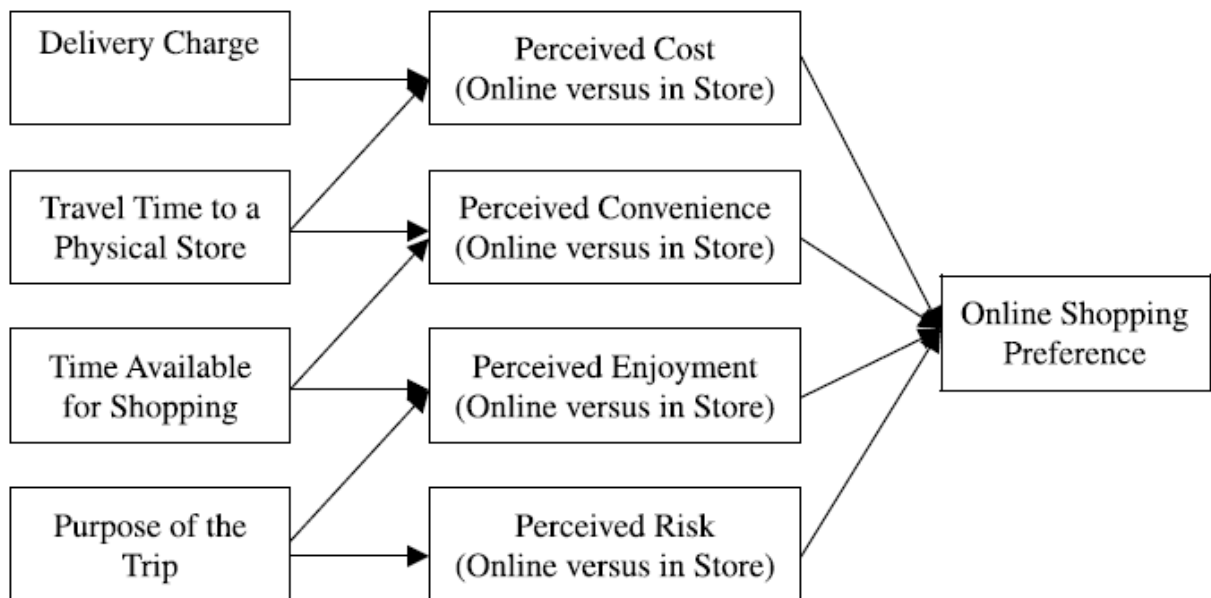 Delivery Charge
Perceived Cost
(Online versus in Store)
Travel Time to a
Physical Store
Perceived Convenience
(Online versus in Store)
Time Available
for Shopping
Perceived Enjoyment
(Online versus in Store)
Purpose of the
Trip
Perceived Risk
(Online versus in Store)
Online Shopping
Preference